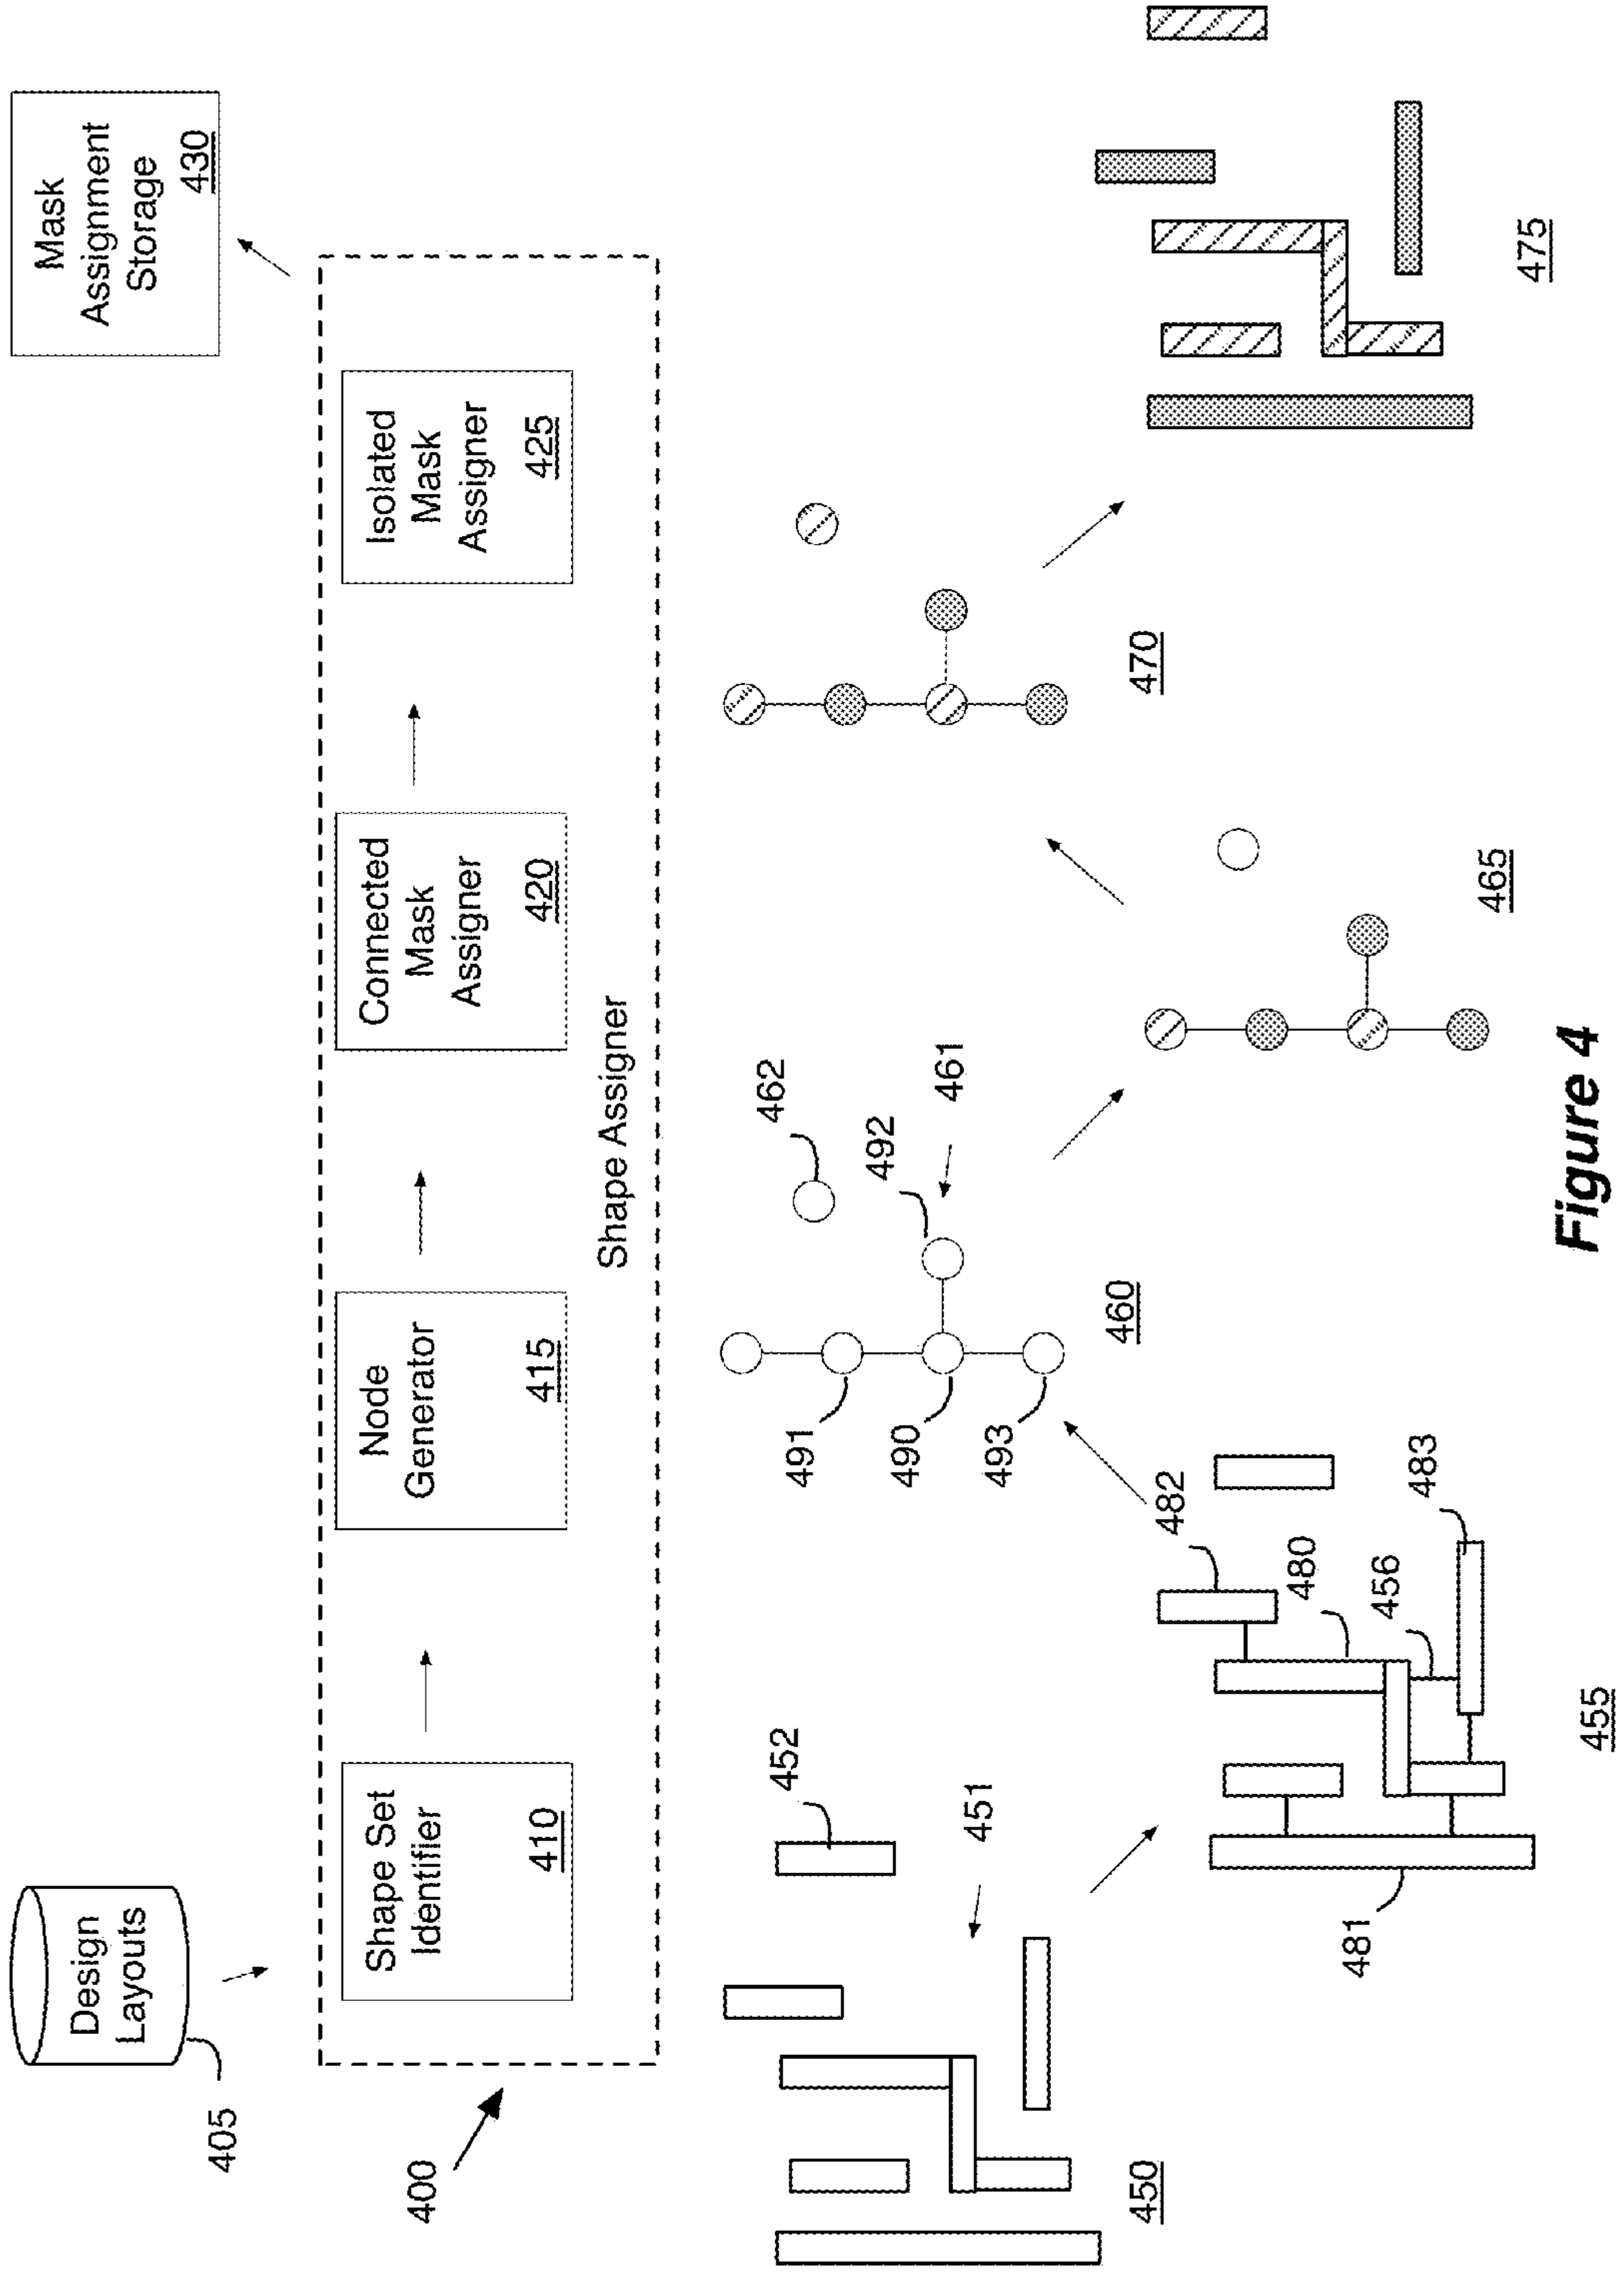 Design
Layouts
405
400
Shape Set
Identifier
410
Node
Generator
415
Connected
Mask
Assigner
420
Isolated
Mask
Assigner
425
Shape Assigner
Mask
Assignment
Storage
430
452
451
450
482
480
456
483
481
455
462
492
461
491
490
493
460
465
470
475
Figure 4